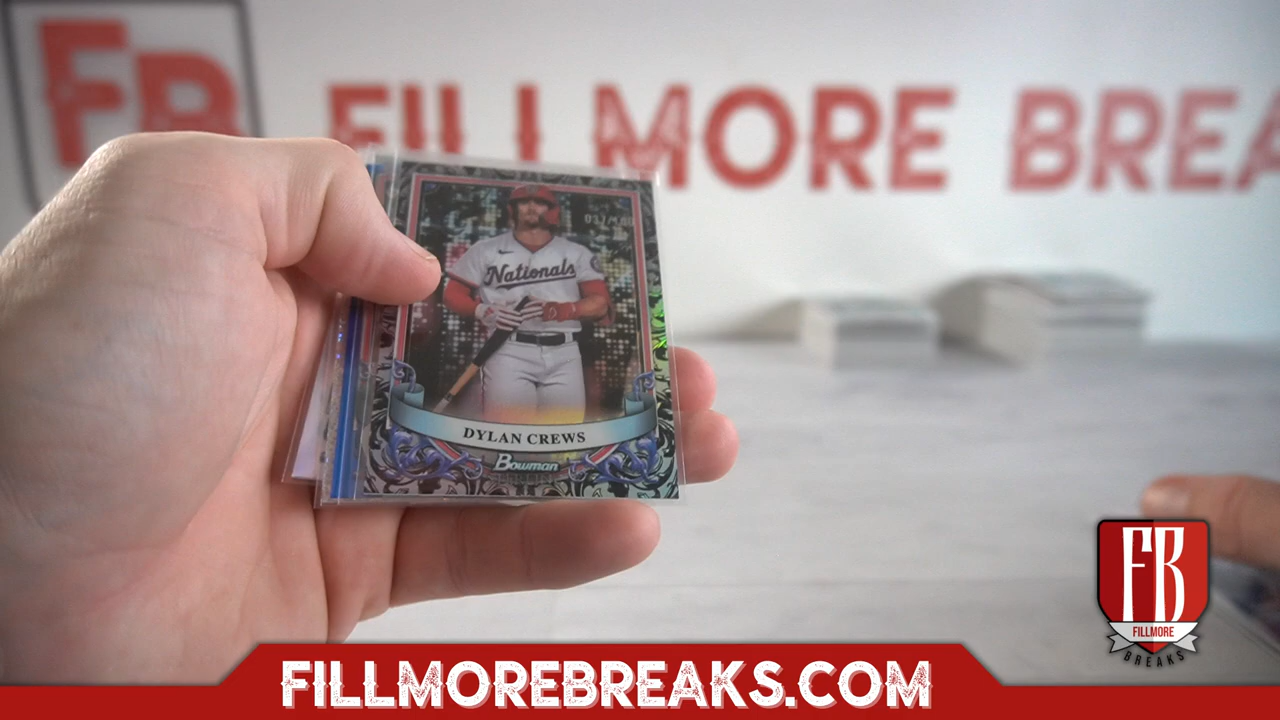 FB
FILLMORE BREA
Nationals
DYLAN CREWS
Bowman
FB
FILLMORE
BREAKS
FILLMOREBREAKS.COM